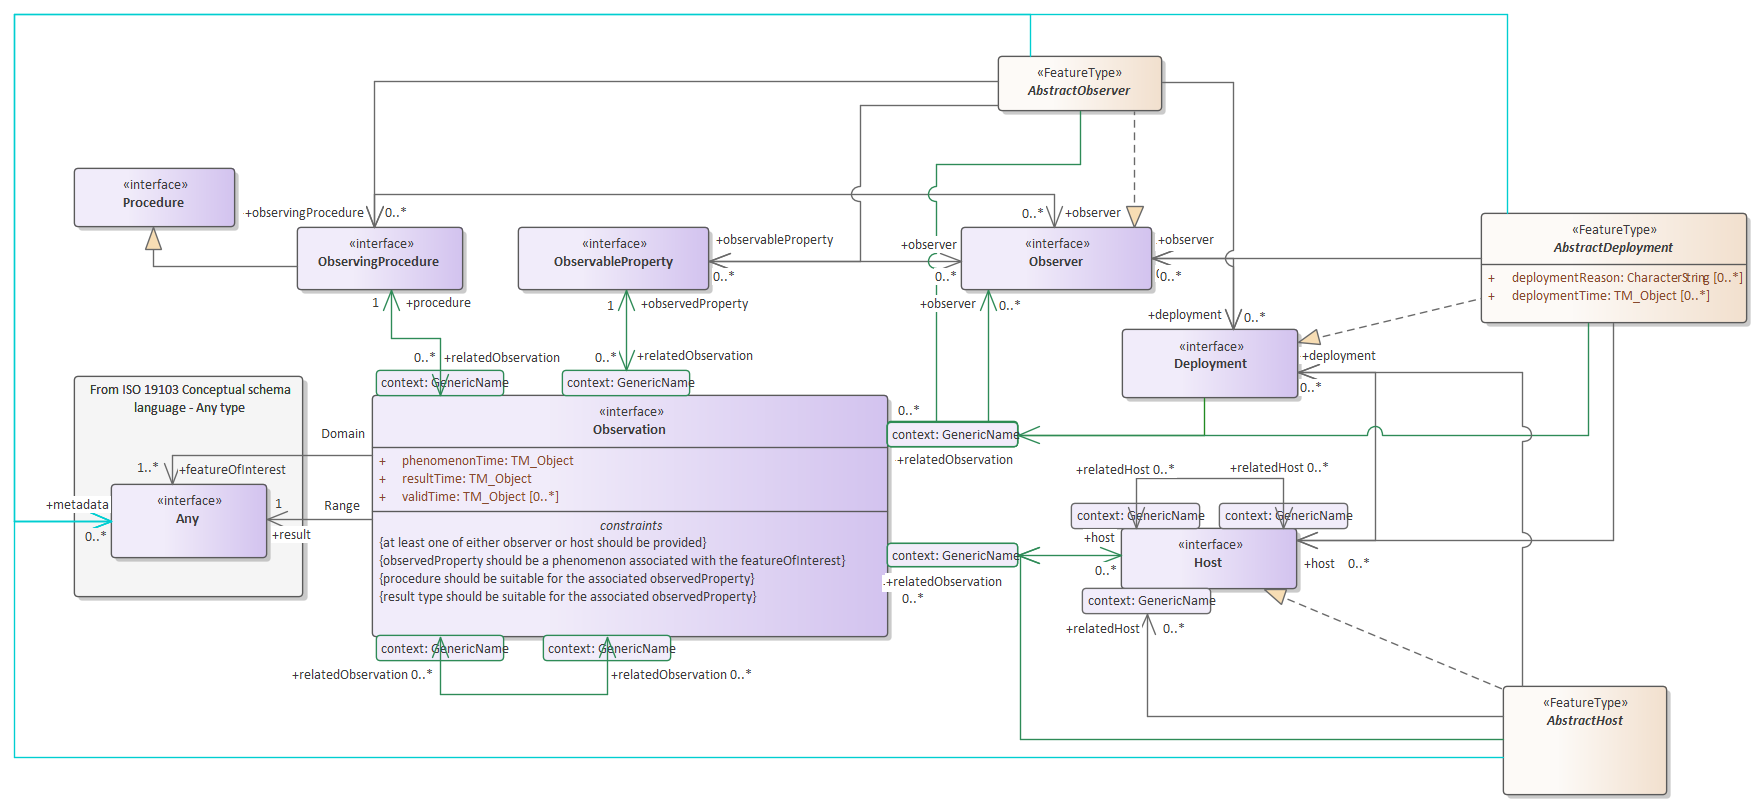 «FeatureType»
AbstractObserver
«interface»
Procedure
+observingProcedure
0..*
0..*
+observer
«interface»
ObservingProcedure
«interface»
ObservableProperty
+observableProperty
0..*
+observer
0..*
«interface»
Observer
+observer
0..*
«FeatureType»
AbstractDeployment
+ deploymentReason: CharacterString [0..*]
+ deploymentTime: TM_Object [0..*]
1
+procedure
1
+observedProperty
+observer
0..*
+deployment
0..*
«interface»
Deployment
+deployment
0..*
0..*
+relatedObservation
0..*
+relatedObservation
context: GenericName
context: GenericName
From ISO 19103 Conceptual schema
language - Any type
«interface»
Observation
0..*
context: GenericName
+relatedObservation
Domain
1..*
+featureOfInterest
+ phenomenonTime: TM_Object
+ resultTime: TM_Object
+ validTime: TM_Object [0..*]
+relatedHost 0..*
+relatedHost 0..*
+metadata
0..*
«interface»
Any
1
Range
+result
constraints
{at least one of either observer or host should be provided}
{observedProperty should be a phenomenon associated with the featureOfInterest}
{procedure should be suitable for the associated observedProperty}
{result type should be suitable for the associated observedProperty}
context: GenericName
context: GenericName
context: GenericName
+host
0..*
«interface»
Host
+host
0..*
+relatedObservation
0..*
context: GenericName
+relatedHost
0..*
context: GenericName
context: GenericName
+relatedObservation 0..*
+relatedObservation 0..*
«FeatureType»
AbstractHost